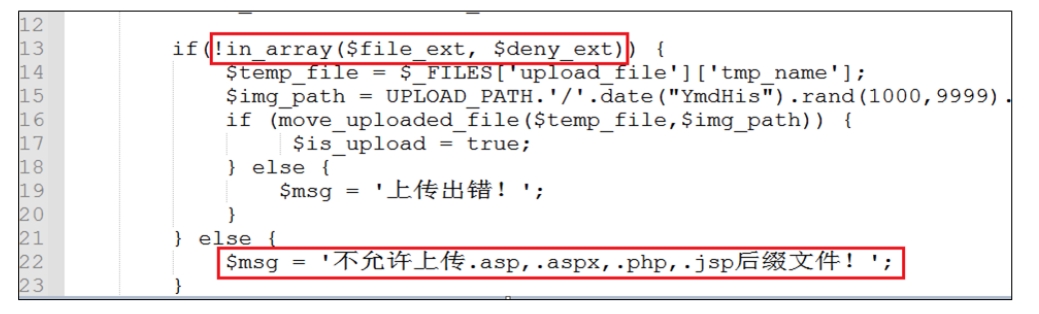 12
13 if(!in_array($file_ext, $deny_ext)) {
14 $temp_file = $_FILES['upload_file']['tmp_name'];
15 $img_path = UPLOAD_PATH.'/'.date("YmdHis").rand(1000,9999).
16 if (move_uploaded_file($temp_file,$img_path)) {
17 $is_upload = true;
18 } else {
19 $msg = '上传出错！';
20 }
21 } else {
22 $msg = '不允许上传.asp,.aspx,.php,.jsp后缀文件！';
23 }